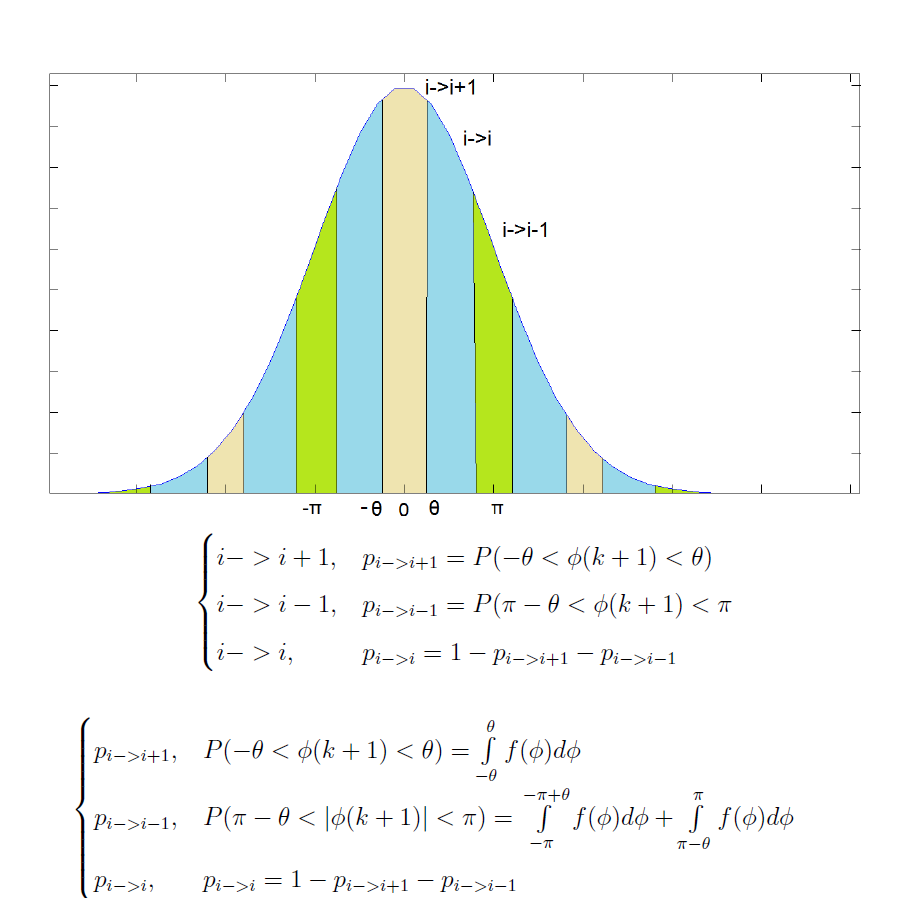 i->i+1
i->i
i->i-1
-π -θ 0 θ π
i− > i + 1, p_{i−>i+1} = P(−θ < ϕ(k + 1) < θ)
i− > i − 1, p_{i−>i−1} = P(π − θ < ϕ(k + 1) < π
i− > i, p_{i−>i} = 1 − p_{i−>i+1} − p_{i−>i−1}
p_{i−>i+1}, P(−θ < ϕ(k + 1) < θ) = ∫_{−θ}^{θ} f(ϕ)dϕ
p_{i−>i−1}, P(π − θ < |ϕ(k + 1)| < π) = ∫_{−π}^{−π+θ} f(ϕ)dϕ + ∫_{π−θ}^{π} f(ϕ)dϕ
p_{i−>i}, p_{i−>i} = 1 − p_{i−>i+1} − p_{i−>i−1}